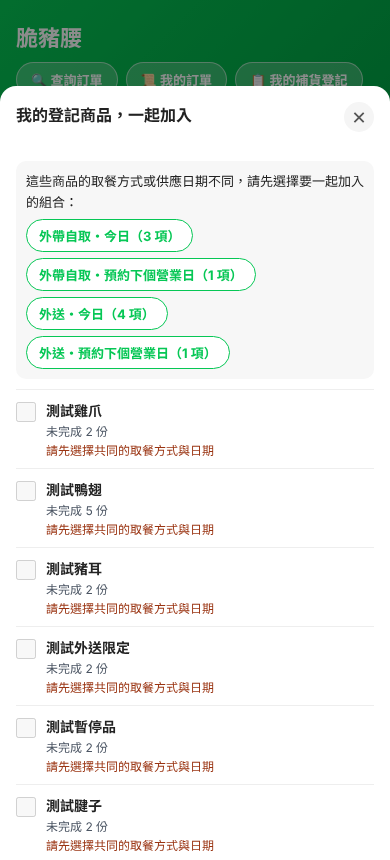 脆豬腰
查詢訂單
我的訂單
我的補貨登記
我的登記商品，一起加入
這些商品的取餐方式或供應日期不同，請先選擇要一起加入
的組合：
外帶自取・今日（3 項）
外帶自取・預約下個營業日（1 項）
外送・今日（4 項）
外送・預約下個營業日（1 項）
測試雞爪
未完成 2 份
請先選擇共同的取餐方式與日期
測試鴨翅
未完成 5 份
請先選擇共同的取餐方式與日期
測試豬耳
未完成 2 份
請先選擇共同的取餐方式與日期
測試外送限定
未完成 2 份
請先選擇共同的取餐方式與日期
測試暫停品
未完成 2 份
請先選擇共同的取餐方式與日期
測試腱子
未完成 2 份
請先選擇共同的取餐方式與日期